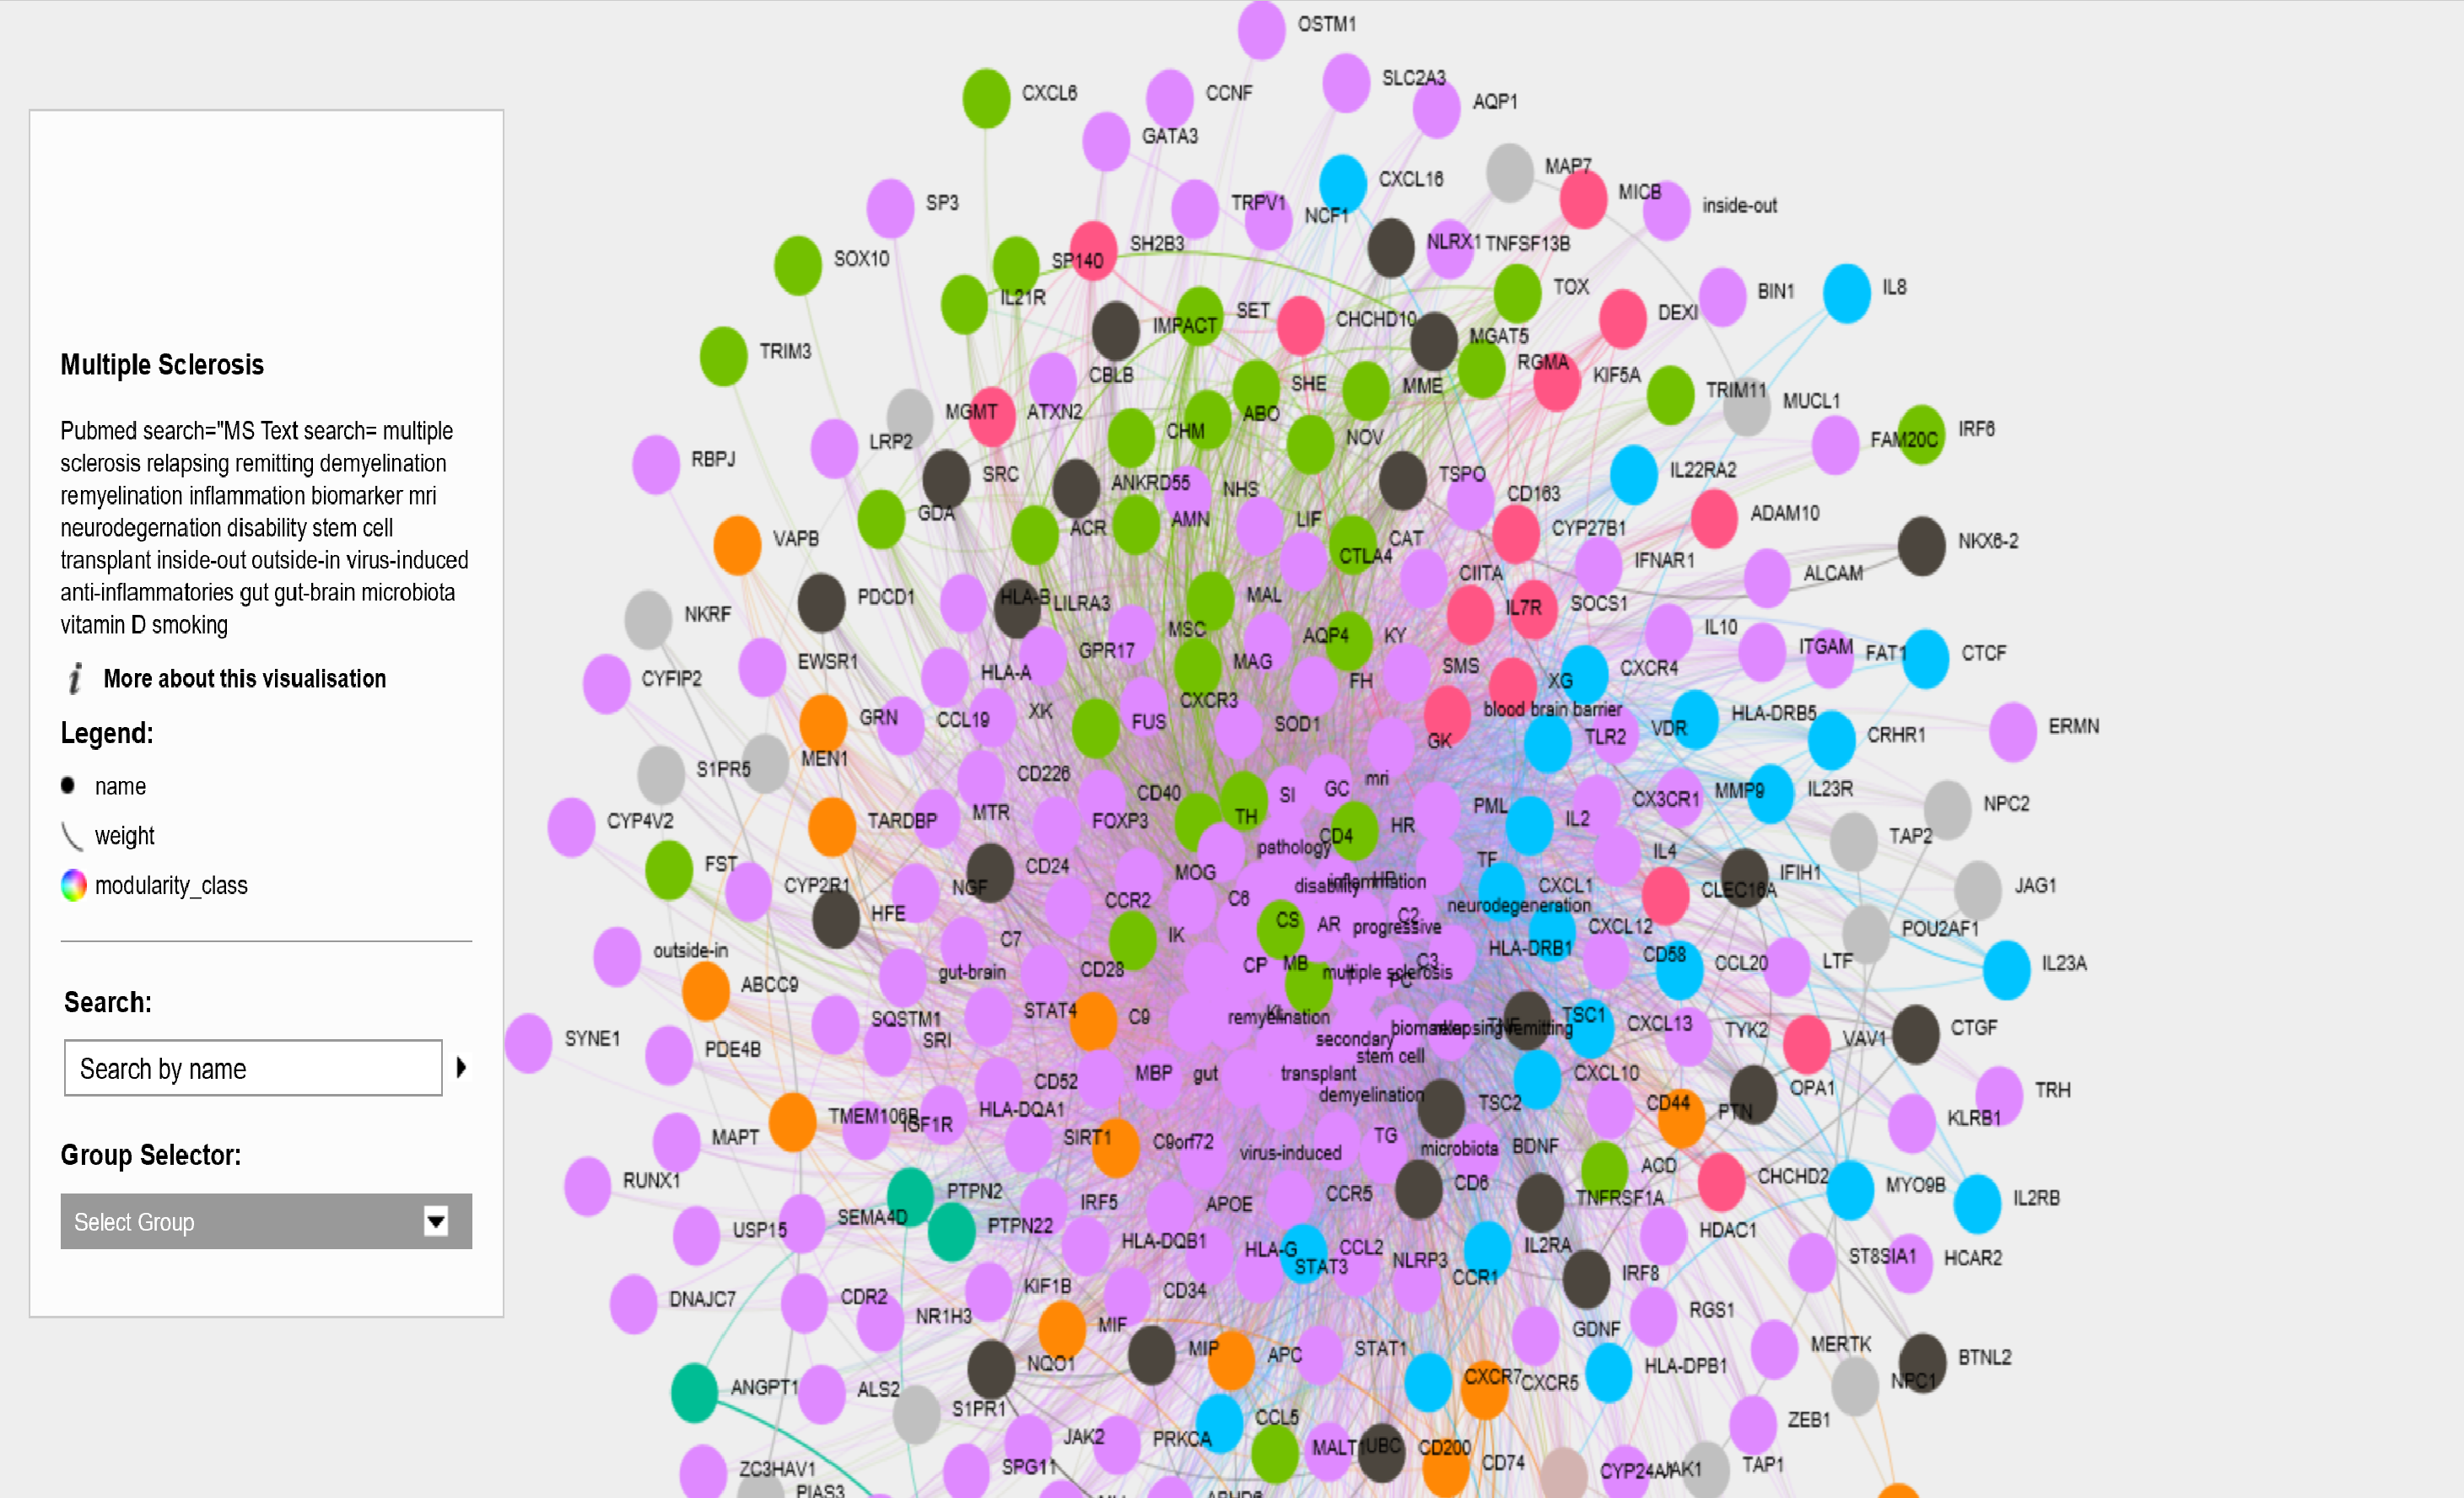 Multiple Sclerosis
Pubmed search="MS Text search= multiple
sclerosis relapsing remitting demyelination
remyelination inflammation biomarker mri
neurodegernation disability stem cell
transplant inside-out outside-in virus-induced
anti-inflammatories gut gut-brain microbiota
vitamin D smoking
i More about this visualisation
Legend:
name
weight
modularity_class
Search:
Search by name
Group Selector:
Select Group
OSTM1
SLC2A3
CXCL6
CCNF
AQP1
GATA3
MAP7
CXCL16
MICB
SP3
TRPV1
inside-out
NCF1
SH2B3
NLRX1
TNFSF13B
SOX10
SP140
TOX
BIN1
IL8
IL21R
SET
DEXI
CHCHD10
IMPACT
MGAT5
TRIM3
RGMA
CBLB
KIF5A
SHE
MME
TRIM11
MUCL1
MGMT
ATXN2
ABO
CHM
NOV
IRF6
LRP2
FAM20C
RBPJ
SRC
TSPO
IL22RA2
ANKRD55
NHS
CD163
GDA
AMN
LIF
ADAM10
ACR
CYP27B1
VAPB
CAT
NKX6-2
CTLA4
IFNAR1
CIITA
ALCAM
PDCD1
HLA-B
LILRA3
MAL
IL7R
SOCS1
NKRF
MSC
AQP4
KY
IL10
GPR17
ITGAM
FAT1
CTCF
EWSR1
MAG
SMS
CXCR4
HLA-A
CYFIP2
FH
XG
CXCR3
blood brain barrier
HLA-DRB5
XK
GRN
CCL19
FUS
SOD1
VDR
ERMN
TLR2
CRHR1
GK
MEN1
S1PR5
CD226
mri
GC
SI
CD40
CX3CR1
MMP9
IL23R
NPC2
PML
MTR
TH
IL2
CYP4V2
TARDBP
FOXP3
HR
CD4
TAP2
pathology
IL4
TF
FST
CD24
MOG
IFIH1
inflammation
disability
CYP2R1
NGF
CXCL1
CLEC16A
JAG1
CCR2
C6
neurodegeneration
HFE
C2
CS
AR
progressive
CXCL12
POU2AF1
C7
IK
HLA-DRB1
outside-in
CD58
CP
MB
C3
CCL20
LTF
IL23A
gut-brain
CD28
multiple sclerosis
PC
ABCC9
STAT4
C9
remyelination
KL
TSC1
SQSTM1
biomarker
relapsing remitting
TNF
CXCL13
TYK2
CTGF
SYNE1
SRI
secondary
VAV1
PDE4B
stem cell
CD52
MBP
gut
transplant
CXCL10
OPA1
TRH
demyelination
TSC2
CD44
PTN
HLA-DQA1
TMEM106B
IGF1R
KLRB1
MAPT
SIRT1
C9orf72
TG
virus-induced
microbiota
BDNF
ACD
RUNX1
CHCHD2
CD6
MYO9B
PTPN2
CCR5
TNFRSF1A
IL2RB
IRF5
APOE
SEMA4D
USP15
PTPN22
HDAC1
HLA-DQB1
HLA-G
CCL2
IL2RA
NLRP3
ST8SIA1
HCAR2
STAT3
CCR1
IRF8
KIF1B
CD34
DNAJC7
CDR2
RGS1
NR1H3
MIF
GDNF
MERTK
MIP
APC
STAT1
NQO1
HLA-DPB1
BTNL2
CXCR7
CXCR5
NPC1
ANGPT1
ALS2
S1PR1
CCL5
ZEB1
JAK2
PRKCA
MALT1
UBC
CD200
CD74
TAP1
SPG11
ZC3HAV1
JAK1
PIAS3